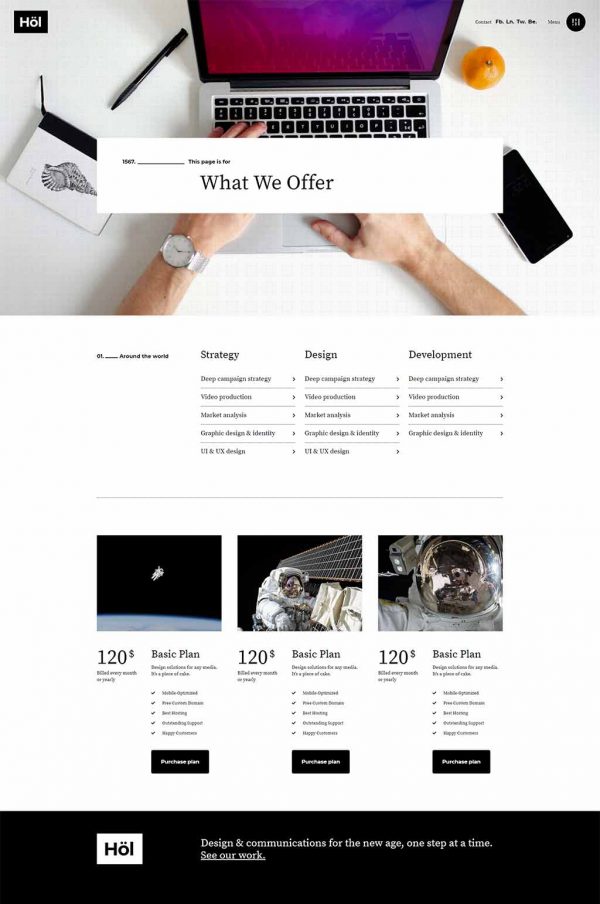 Höl
Contact Fb. Ln. Tw. Be. Menu
1567. This page is for
What We Offer
01. Around the world
Strategy
Deep campaign strategy
Video production
Market analysis
Graphic design & identity
UI & UX design
Design
Deep campaign strategy
Video production
Market analysis
Graphic design & identity
UI & UX design
Development
Deep campaign strategy
Video production
Market analysis
Graphic design & identity
120$
Billed every month
or yearly
Basic Plan
Design solutions for any media.
It's a piece of cake.
Mobile-Optimized
Free Custom Domain
Best Hosting
Outstanding Support
Happy Customers
Purchase plan
120$
Billed every month
or yearly
Basic Plan
Design solutions for any media.
It's a piece of cake.
Mobile-Optimized
Free Custom Domain
Best Hosting
Outstanding Support
Happy Customers
Purchase plan
120$
Billed every month
or yearly
Basic Plan
Design solutions for any media.
It's a piece of cake.
Mobile-Optimized
Free Custom Domain
Best Hosting
Outstanding Support
Happy Customers
Purchase plan
Höl
Design & communications for the new age, one step at a time.
See our work.